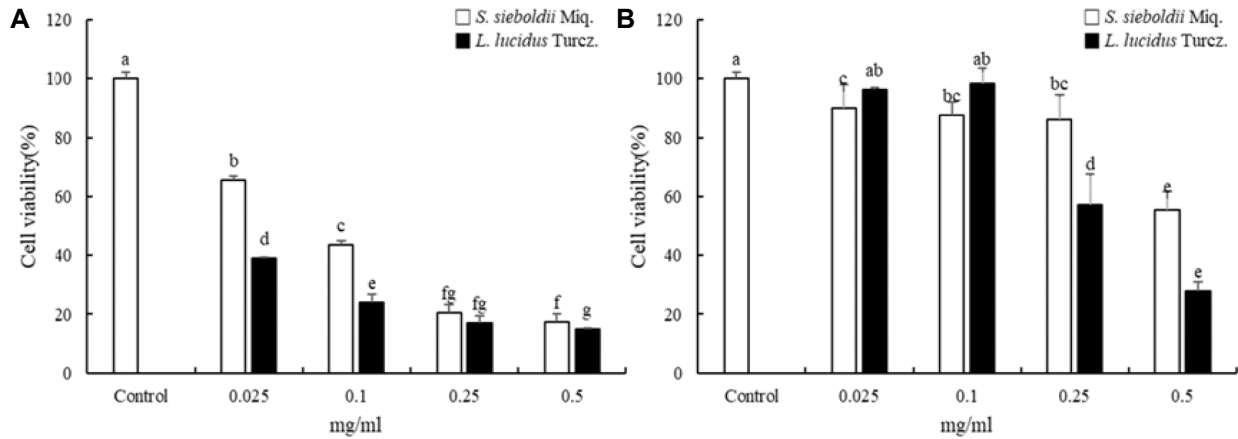 A
S. sieboldii Miq.
L. lucidus Turcz.
Cell viability(%)
120
100
80
60
40
20
0
a
b
d
c
e
fg
fg
f
g
Control
0.025
0.1
0.25
0.5
mg/ml
B
S. sieboldii Miq.
L. lucidus Turcz.
Cell viability(%)
120
100
80
60
40
20
0
a
c
ab
bc
ab
bc
d
e
e
Control
0.025
0.1
0.25
0.5
mg/ml